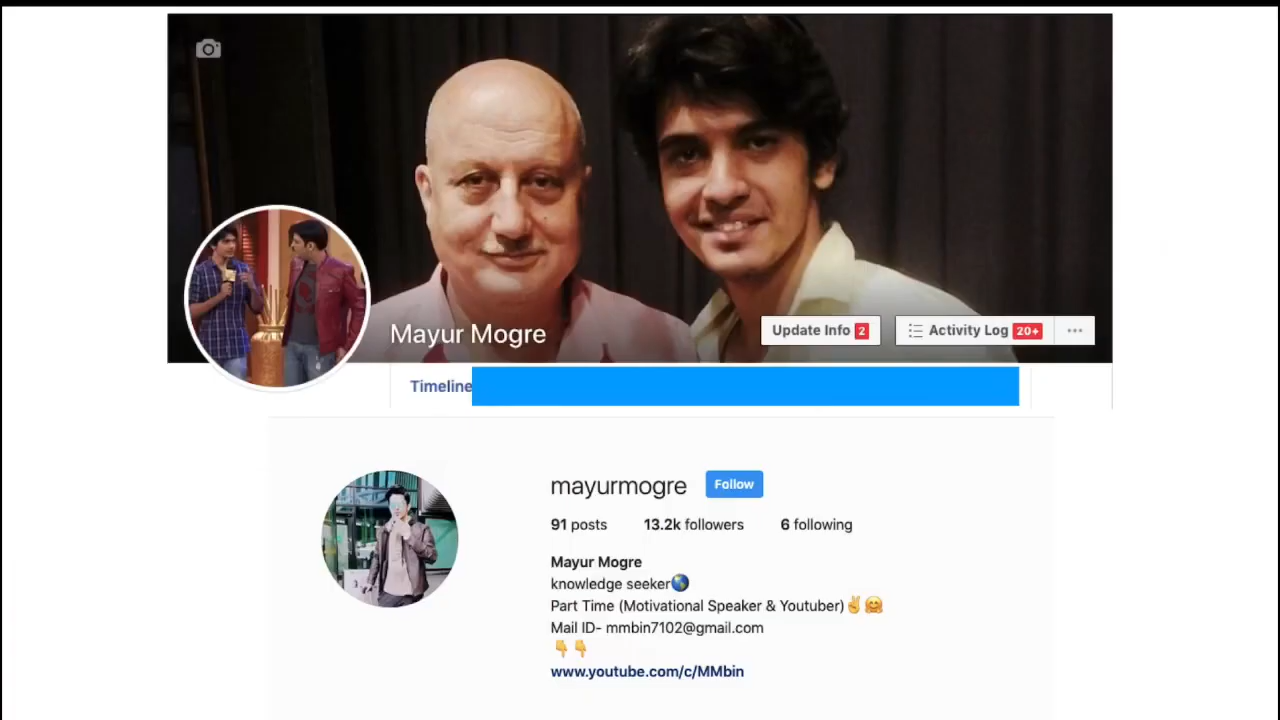 Mayur Mogre
Update Info 2
Activity Log 20+
Timeline
mayurmogre Follow
91 posts 13.2k followers 6 following
Mayur Mogre
knowledge seeker🌎
Part Time (Motivational Speaker & Youtuber)✌️🤗
Mail ID- mmbin7102@gmail.com
👇👇
www.youtube.com/c/MMbin